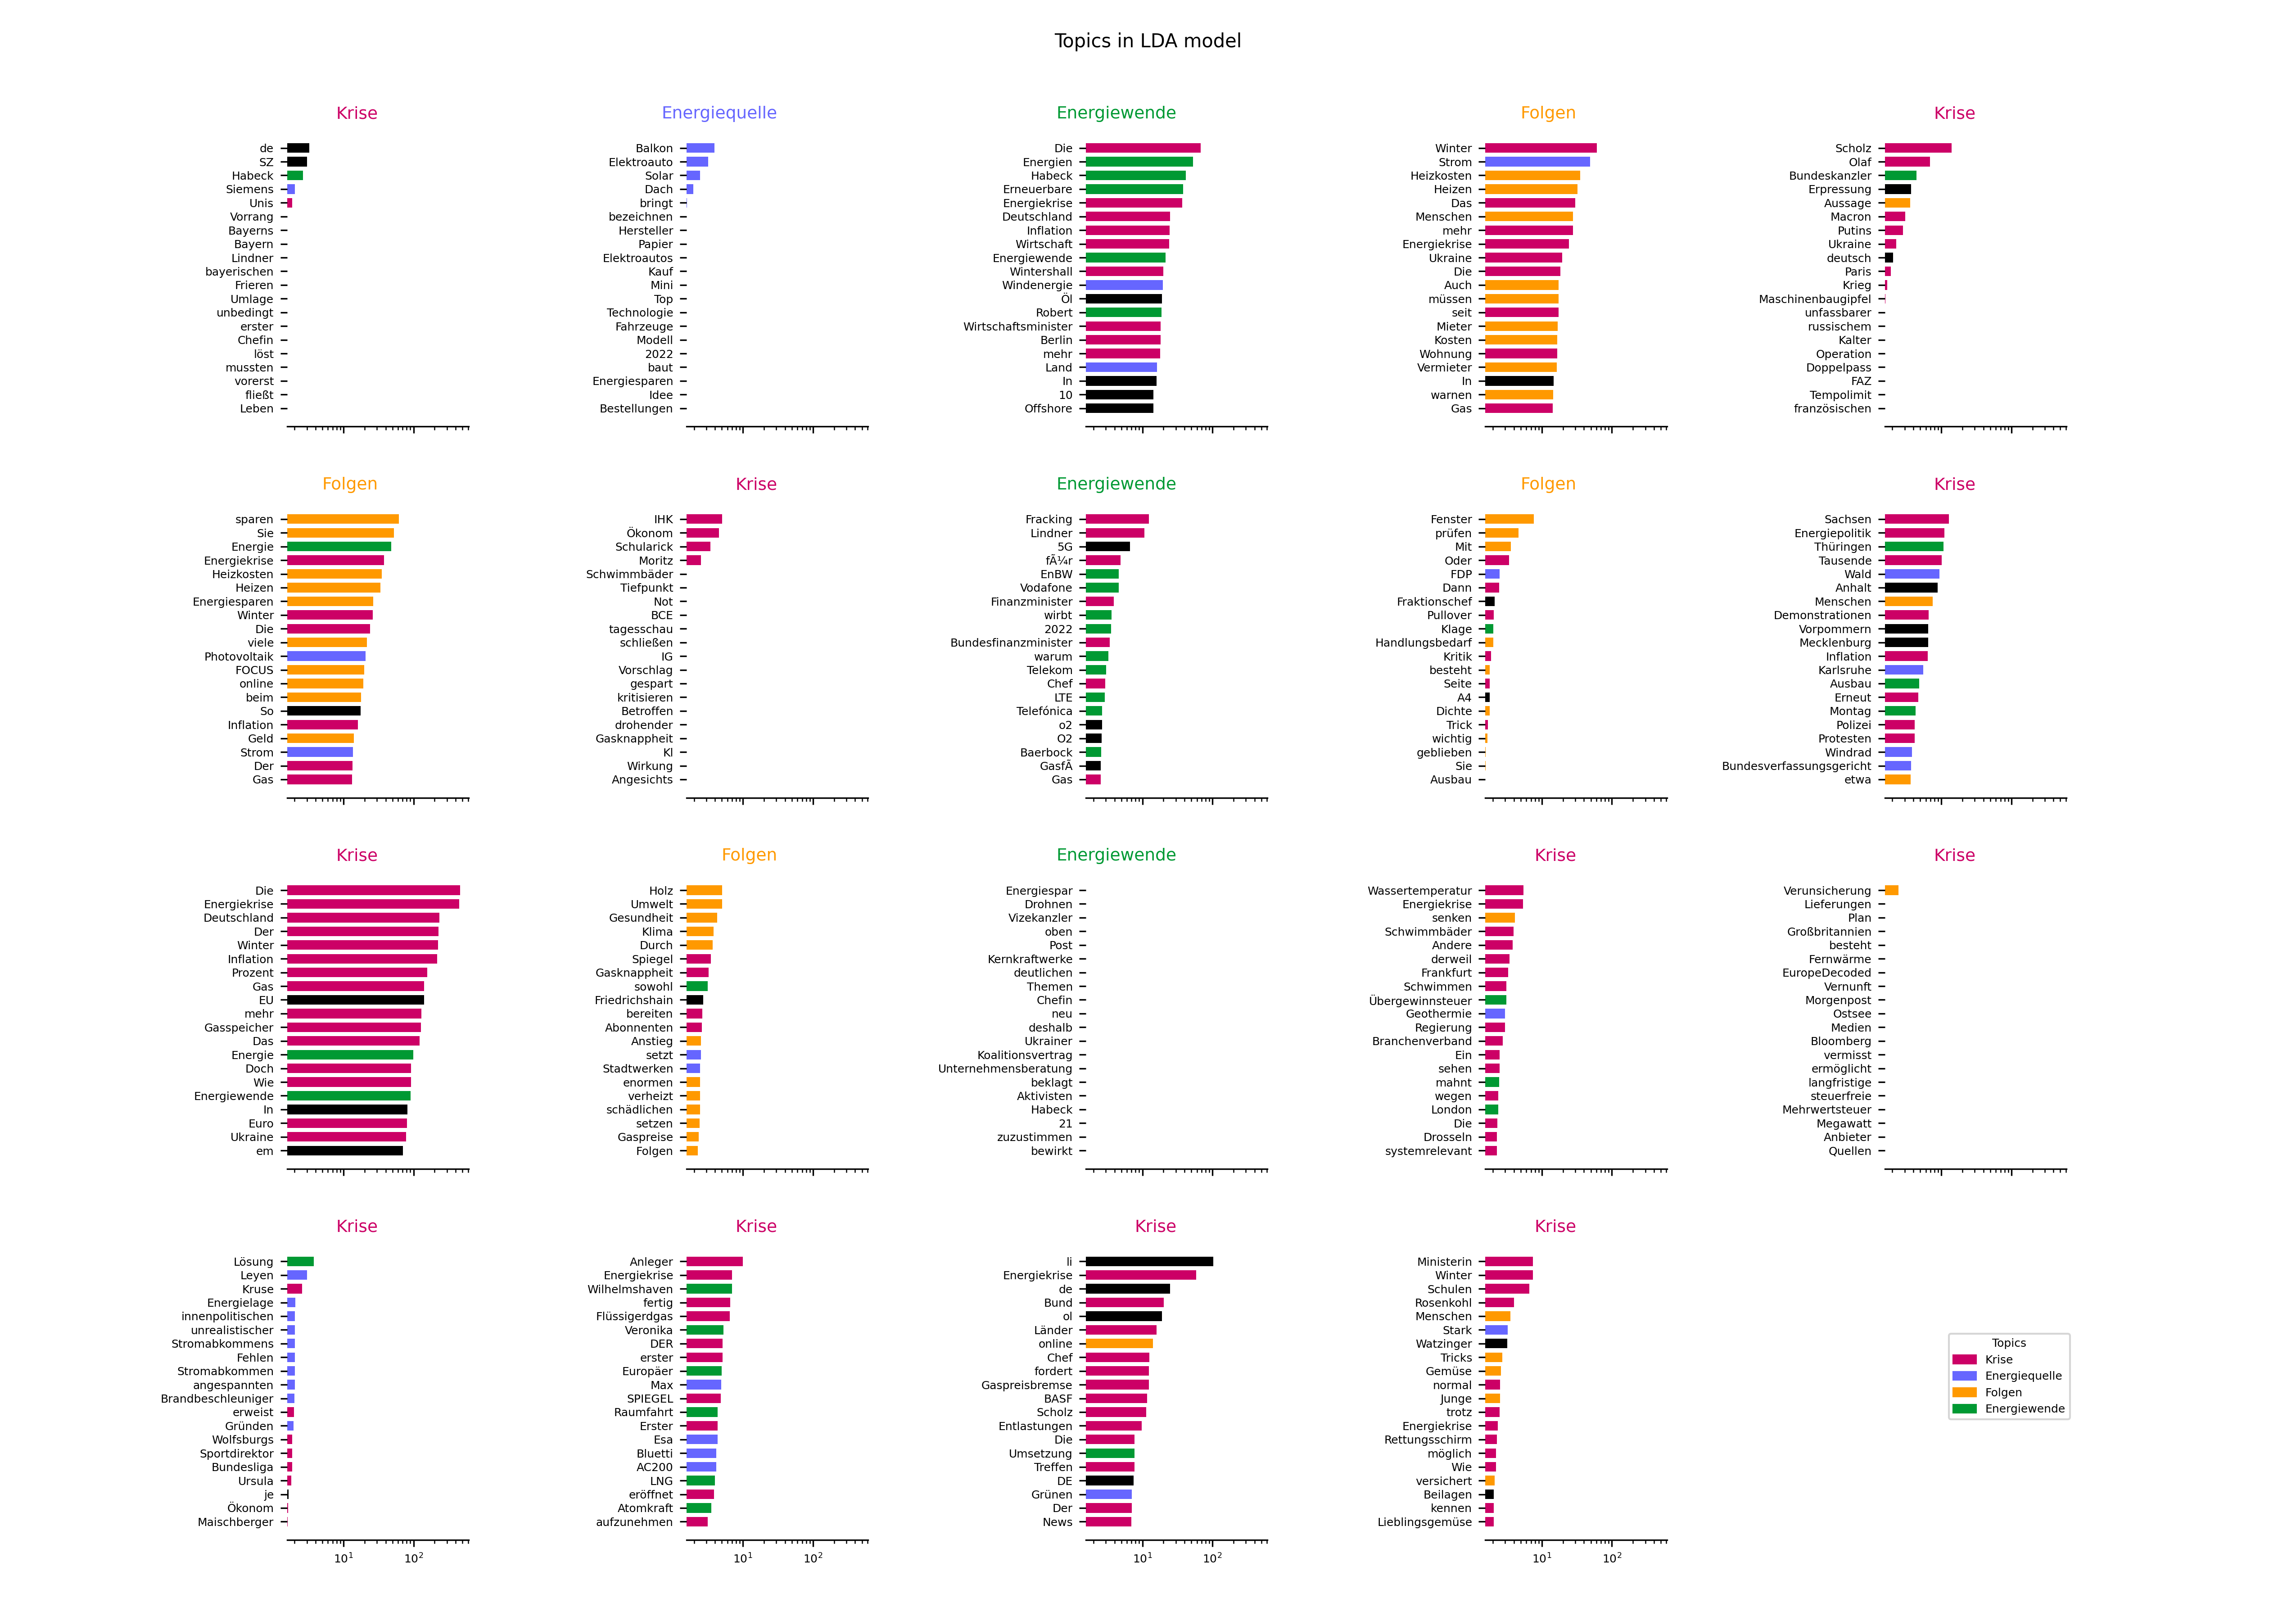 Topics in LDA model
Krise
de
SZ
Habeck
Siemens
Unis
Vorrang
Bayerns
Bayern
Lindner
bayerischen
Frieren
Umlage
unbedingt
erster
Chefin
löst
mussten
vorerst
fließt
Leben
Energiequelle
Balkon
Elektroauto
Solar
Dach
bringt
bezeichnen
Hersteller
Papier
Elektroautos
Kauf
Mini
Top
Technologie
Fahrzeuge
Modell
2022
baut
Energiesparen
Idee
Bestellungen
Energiewende
Die
Energien
Habeck
Erneuerbare
Energiekrise
Deutschland
Inflation
Wirtschaft
Energiewende
Wintershall
Windenergie
Öl
Robert
Wirtschaftsminister
Berlin
mehr
Land
In
10
Offshore
Folgen
Winter
Strom
Heizkosten
Heizen
Das
Menschen
mehr
Energiekrise
Ukraine
Die
Auch
müssen
seit
Mieter
Kosten
Wohnung
Vermieter
In
warnen
Gas
Krise
Scholz
Olaf
Bundeskanzler
Erpressung
Aussage
Macron
Putins
Ukraine
deutsch
Paris
Krieg
Maschinenbaugipfel
unfassbarer
russischem
Kalter
Operation
Doppelpass
FAZ
Tempolimit
französischen
Folgen
sparen
Sie
Energie
Energiekrise
Heizkosten
Heizen
Energiesparen
Winter
Die
viele
Photovoltaik
FOCUS
online
beim
So
Inflation
Geld
Strom
Der
Gas
Krise
IHK
Ökonom
Schularick
Moritz
Schwimmbäder
Tiefpunkt
Not
BCE
tagesschau
schließen
IG
Vorschlag
gespart
kritisieren
Betroffen
drohender
Gasknappheit
KI
Wirkung
Angesichts
Energiewende
Fracking
Lindner
5G
fÃ¼r
EnBW
Vodafone
Finanzminister
wirbt
2022
Bundesfinanzminister
warum
Telekom
Chef
LTE
Telefónica
o2
O2
Baerbock
GasfÃ
Gas
Folgen
Fenster
prüfen
Mit
Oder
FDP
Dann
Fraktionschef
Pullover
Klage
Handlungsbedarf
Kritik
besteht
Seite
A4
Dichte
Trick
wichtig
geblieben
Sie
Ausbau
Krise
Sachsen
Energiepolitik
Thüringen
Tausende
Wald
Anhalt
Menschen
Demonstrationen
Vorpommern
Mecklenburg
Inflation
Karlsruhe
Ausbau
Erneut
Montag
Polizei
Protesten
Windrad
Bundesverfassungsgericht
etwa
Krise
Die
Energiekrise
Deutschland
Der
Winter
Inflation
Prozent
Gas
EU
mehr
Gasspeicher
Das
Energie
Doch
Wie
Energiewende
In
Euro
Ukraine
em
Folgen
Holz
Umwelt
Gesundheit
Klima
Durch
Spiegel
Gasknappheit
sowohl
Friedrichshain
bereiten
Abonnenten
Anstieg
setzt
Stadtwerken
enormen
verheizt
schädlichen
setzen
Gaspreise
Folgen
Energiewende
Energiespar
Drohnen
Vizekanzler
oben
Post
Kernkraftwerke
deutlichen
Themen
Chefin
neu
deshalb
Ukrainer
Koalitionsvertrag
Unternehmensberatung
beklagt
Aktivisten
Habeck
21
zuzustimmen
bewirkt
Krise
Wassertemperatur
Energiekrise
senken
Schwimmbäder
Andere
derweil
Frankfurt
Schwimmen
Übergewinnsteuer
Geothermie
Regierung
Branchenverband
Ein
sehen
mahnt
wegen
London
Die
Drosseln
systemrelevant
Krise
Verunsicherung
Lieferungen
Plan
Großbritannien
besteht
Fernwärme
EuropeDecoded
Vernunft
Morgenpost
Ostsee
Medien
Bloomberg
vermisst
ermöglicht
langfristige
steuerfreie
Mehrwertsteuer
Megawatt
Anbieter
Quellen
Krise
Lösung
Leyen
Kruse
Energielage
innenpolitischen
unrealistischer
Stromabkommens
Fehlen
Stromabkommen
angespannten
Brandbeschleuniger
erweist
Gründen
Wolfsburgs
Sportdirektor
Bundesliga
Ursula
je
Ökonom
Maischberger
10¹ 10²
Krise
Anleger
Energiekrise
Wilhelmshaven
fertig
Flüssigerdgas
Veronika
DER
erster
Europäer
Max
SPIEGEL
Raumfahrt
Erster
Esa
Bluetti
AC200
LNG
eröffnet
Atomkraft
aufzunehmen
10¹ 10²
Krise
li
Energiekrise
de
Bund
ol
Länder
online
Chef
fordert
Gaspreisbremse
BASF
Scholz
Entlastungen
Die
Umsetzung
Treffen
DE
Grünen
Der
News
10¹ 10²
Krise
Ministerin
Winter
Schulen
Rosenkohl
Menschen
Stark
Watzinger
Tricks
Gemüse
normal
Junge
trotz
Energiekrise
Rettungsschirm
möglich
Wie
versichert
Beilagen
kennen
Lieblingsgemüse
10¹ 10²
Topics
Krise
Energiequelle
Folgen
Energiewende